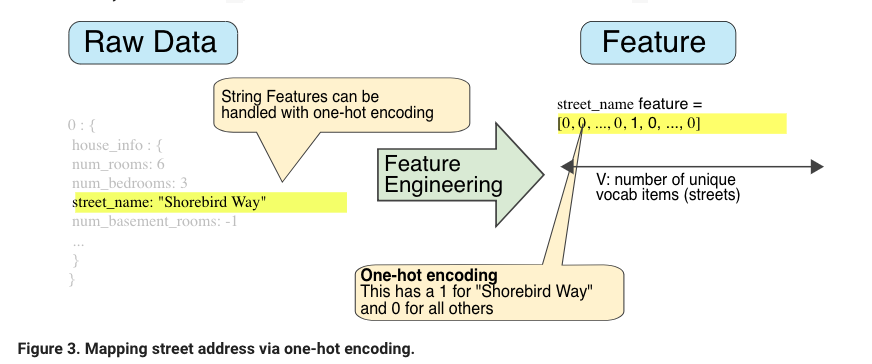 Raw Data
Feature
String Features can be
handled with one-hot encoding
0 : {
house_info : {
num_rooms: 6
num_bedrooms: 3
street_name: "Shorebird Way"
num_basement_rooms: -1
...
}
}
Feature
Engineering
street_name feature =
[0, 0, ..., 0, 1, 0, ..., 0]
V: number of unique
vocab items (streets)
One-hot encoding
This has a 1 for "Shorebird Way"
and 0 for all others
Figure 3. Mapping street address via one-hot encoding.